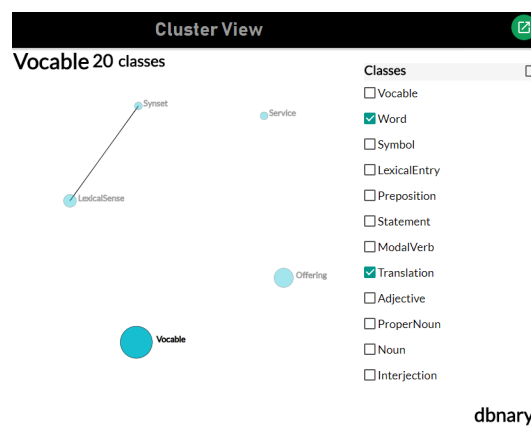 Cluster View
Vocable 20 classes
Synset
Service
LexicalSense
Offering
Vocable
Classes
Vocable
Word
Symbol
LexicalEntry
Preposition
Statement
ModalVerb
Translation
Adjective
ProperNoun
Noun
Interjection
dbnary